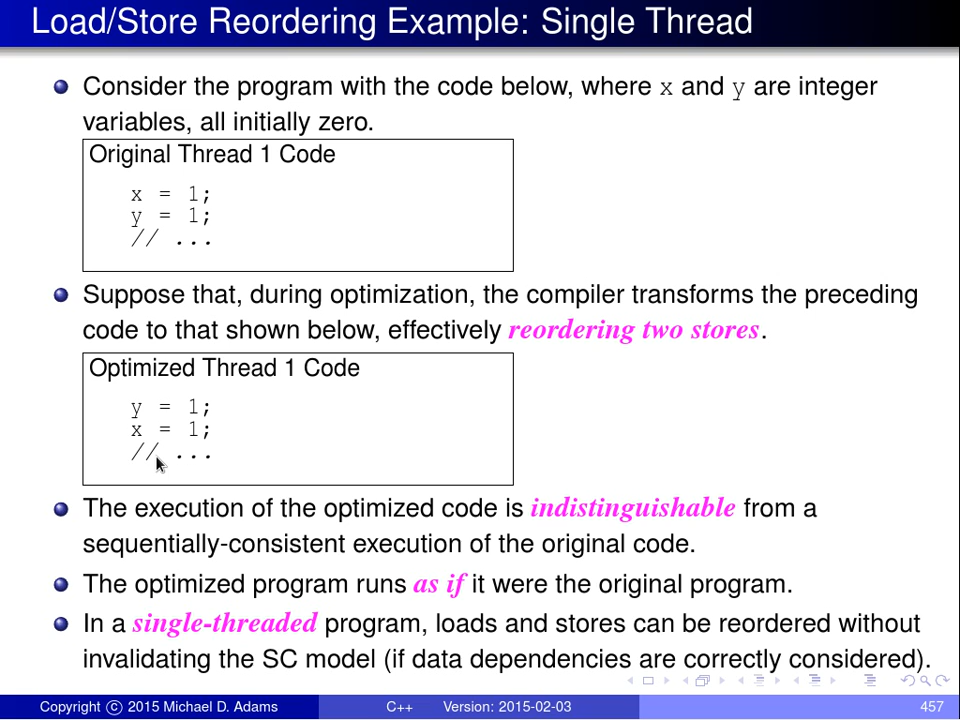 Load/Store Reordering Example: Single Thread
Consider the program with the code below, where x and y are integer
variables, all initially zero.
Original Thread 1 Code
x = 1;
y = 1;
// ...
Suppose that, during optimization, the compiler transforms the preceding
code to that shown below, effectively reordering two stores.
Optimized Thread 1 Code
y = 1;
x = 1;
// ...
The execution of the optimized code is indistinguishable from a
sequentially-consistent execution of the original code.
The optimized program runs as if it were the original program.
In a single-threaded program, loads and stores can be reordered without
invalidating the SC model (if data dependencies are correctly considered).
Copyright © 2015 Michael D. Adams C++ Version: 2015-02-03 457